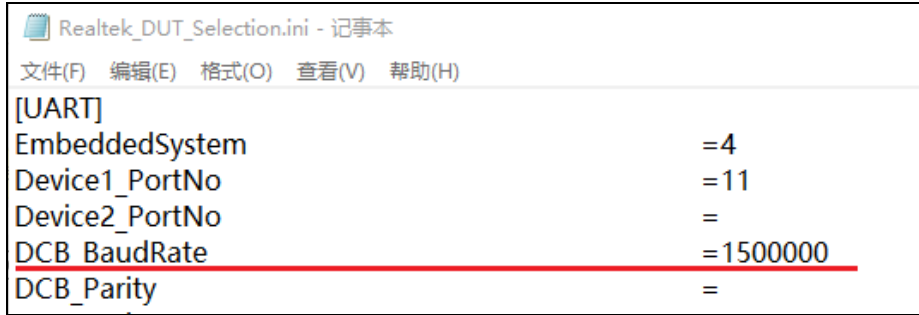 Realtek_DUT_Selection.ini - 记事本
文件(F) 编辑(E) 格式(O) 查看(V) 帮助(H)
[UART]
EmbeddedSystem =4
Device1_PortNo =11
Device2_PortNo =
DCB_BaudRate =1500000
DCB_Parity =